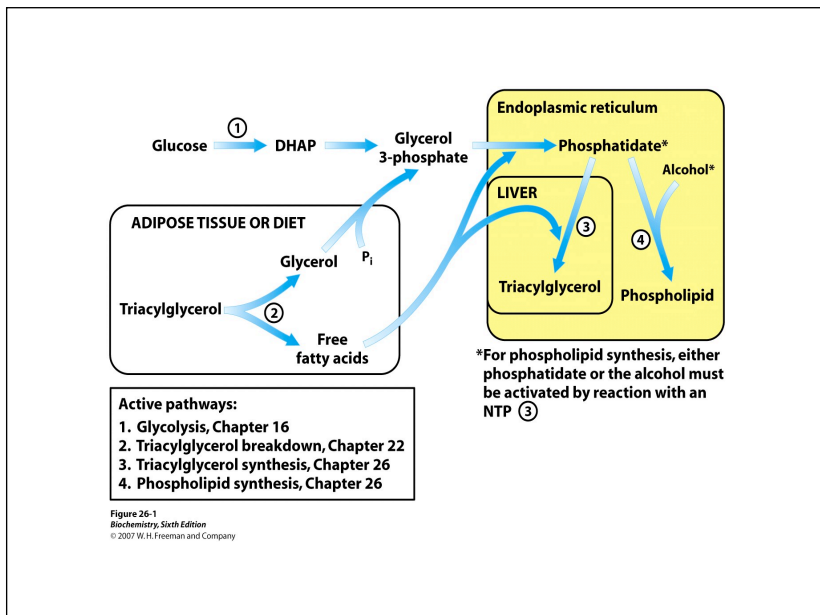 Endoplasmic reticulum
①
Glucose
DHAP
Glycerol
3-phosphate
Phosphatidate*
Alcohol*
LIVER
③
④
Triacylglycerol
Phospholipid
ADIPOSE TISSUE OR DIET
Glycerol
Pi
Triacylglycerol
②
Free
fatty acids
*For phospholipid synthesis, either
phosphatidate or the alcohol must
be activated by reaction with an
NTP ③
Active pathways:
1. Glycolysis, Chapter 16
2. Triacylglycerol breakdown, Chapter 22
3. Triacylglycerol synthesis, Chapter 26
4. Phospholipid synthesis, Chapter 26
Figure 26-1
Biochemistry, Sixth Edition
© 2007 W. H. Freeman and Company